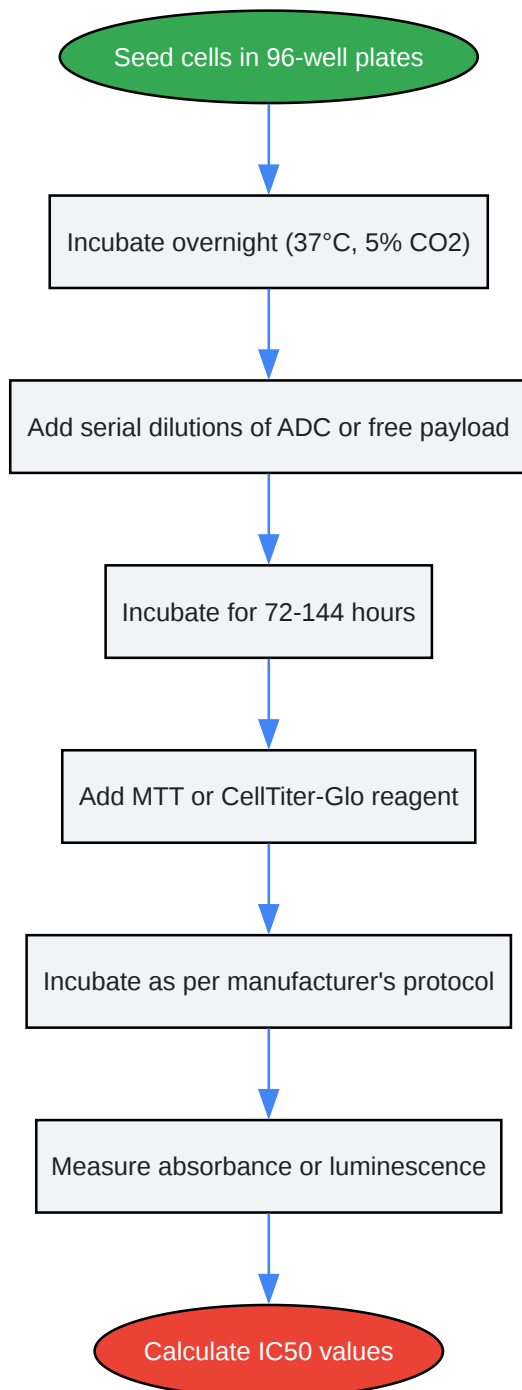 Seed cells in 96-well plates
Incubate overnight (37°C, 5% CO2)
Add serial dilutions of ADC or free payload
Incubate for 72-144 hours
Add MTT or CellTiter-Glo reagent
Incubate as per manufacturer's protocol
Measure absorbance or luminescence
Calculate IC50 values